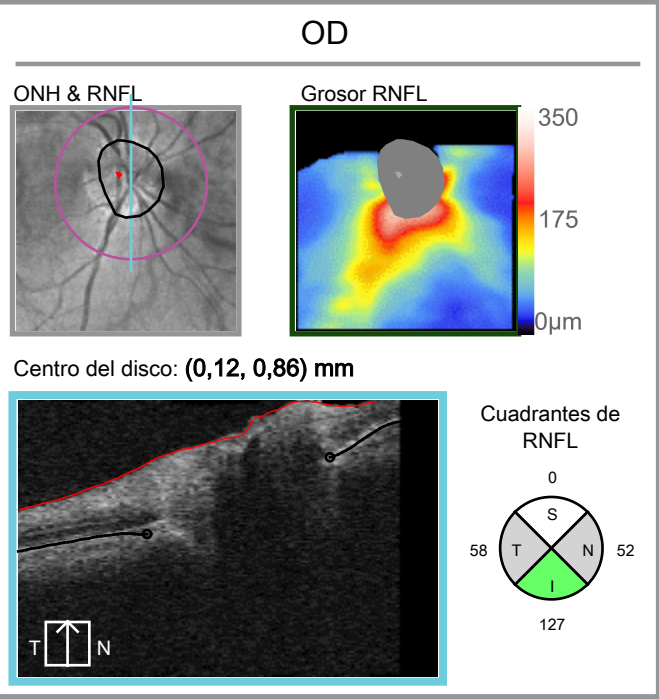 OD
ONH & RNFL
Grosor RNFL
350
175
0µm
Centro del disco: (0,12, 0,86) mm
Cuadrantes de
RNFL
0
S
58 T N 52
I
127
T N